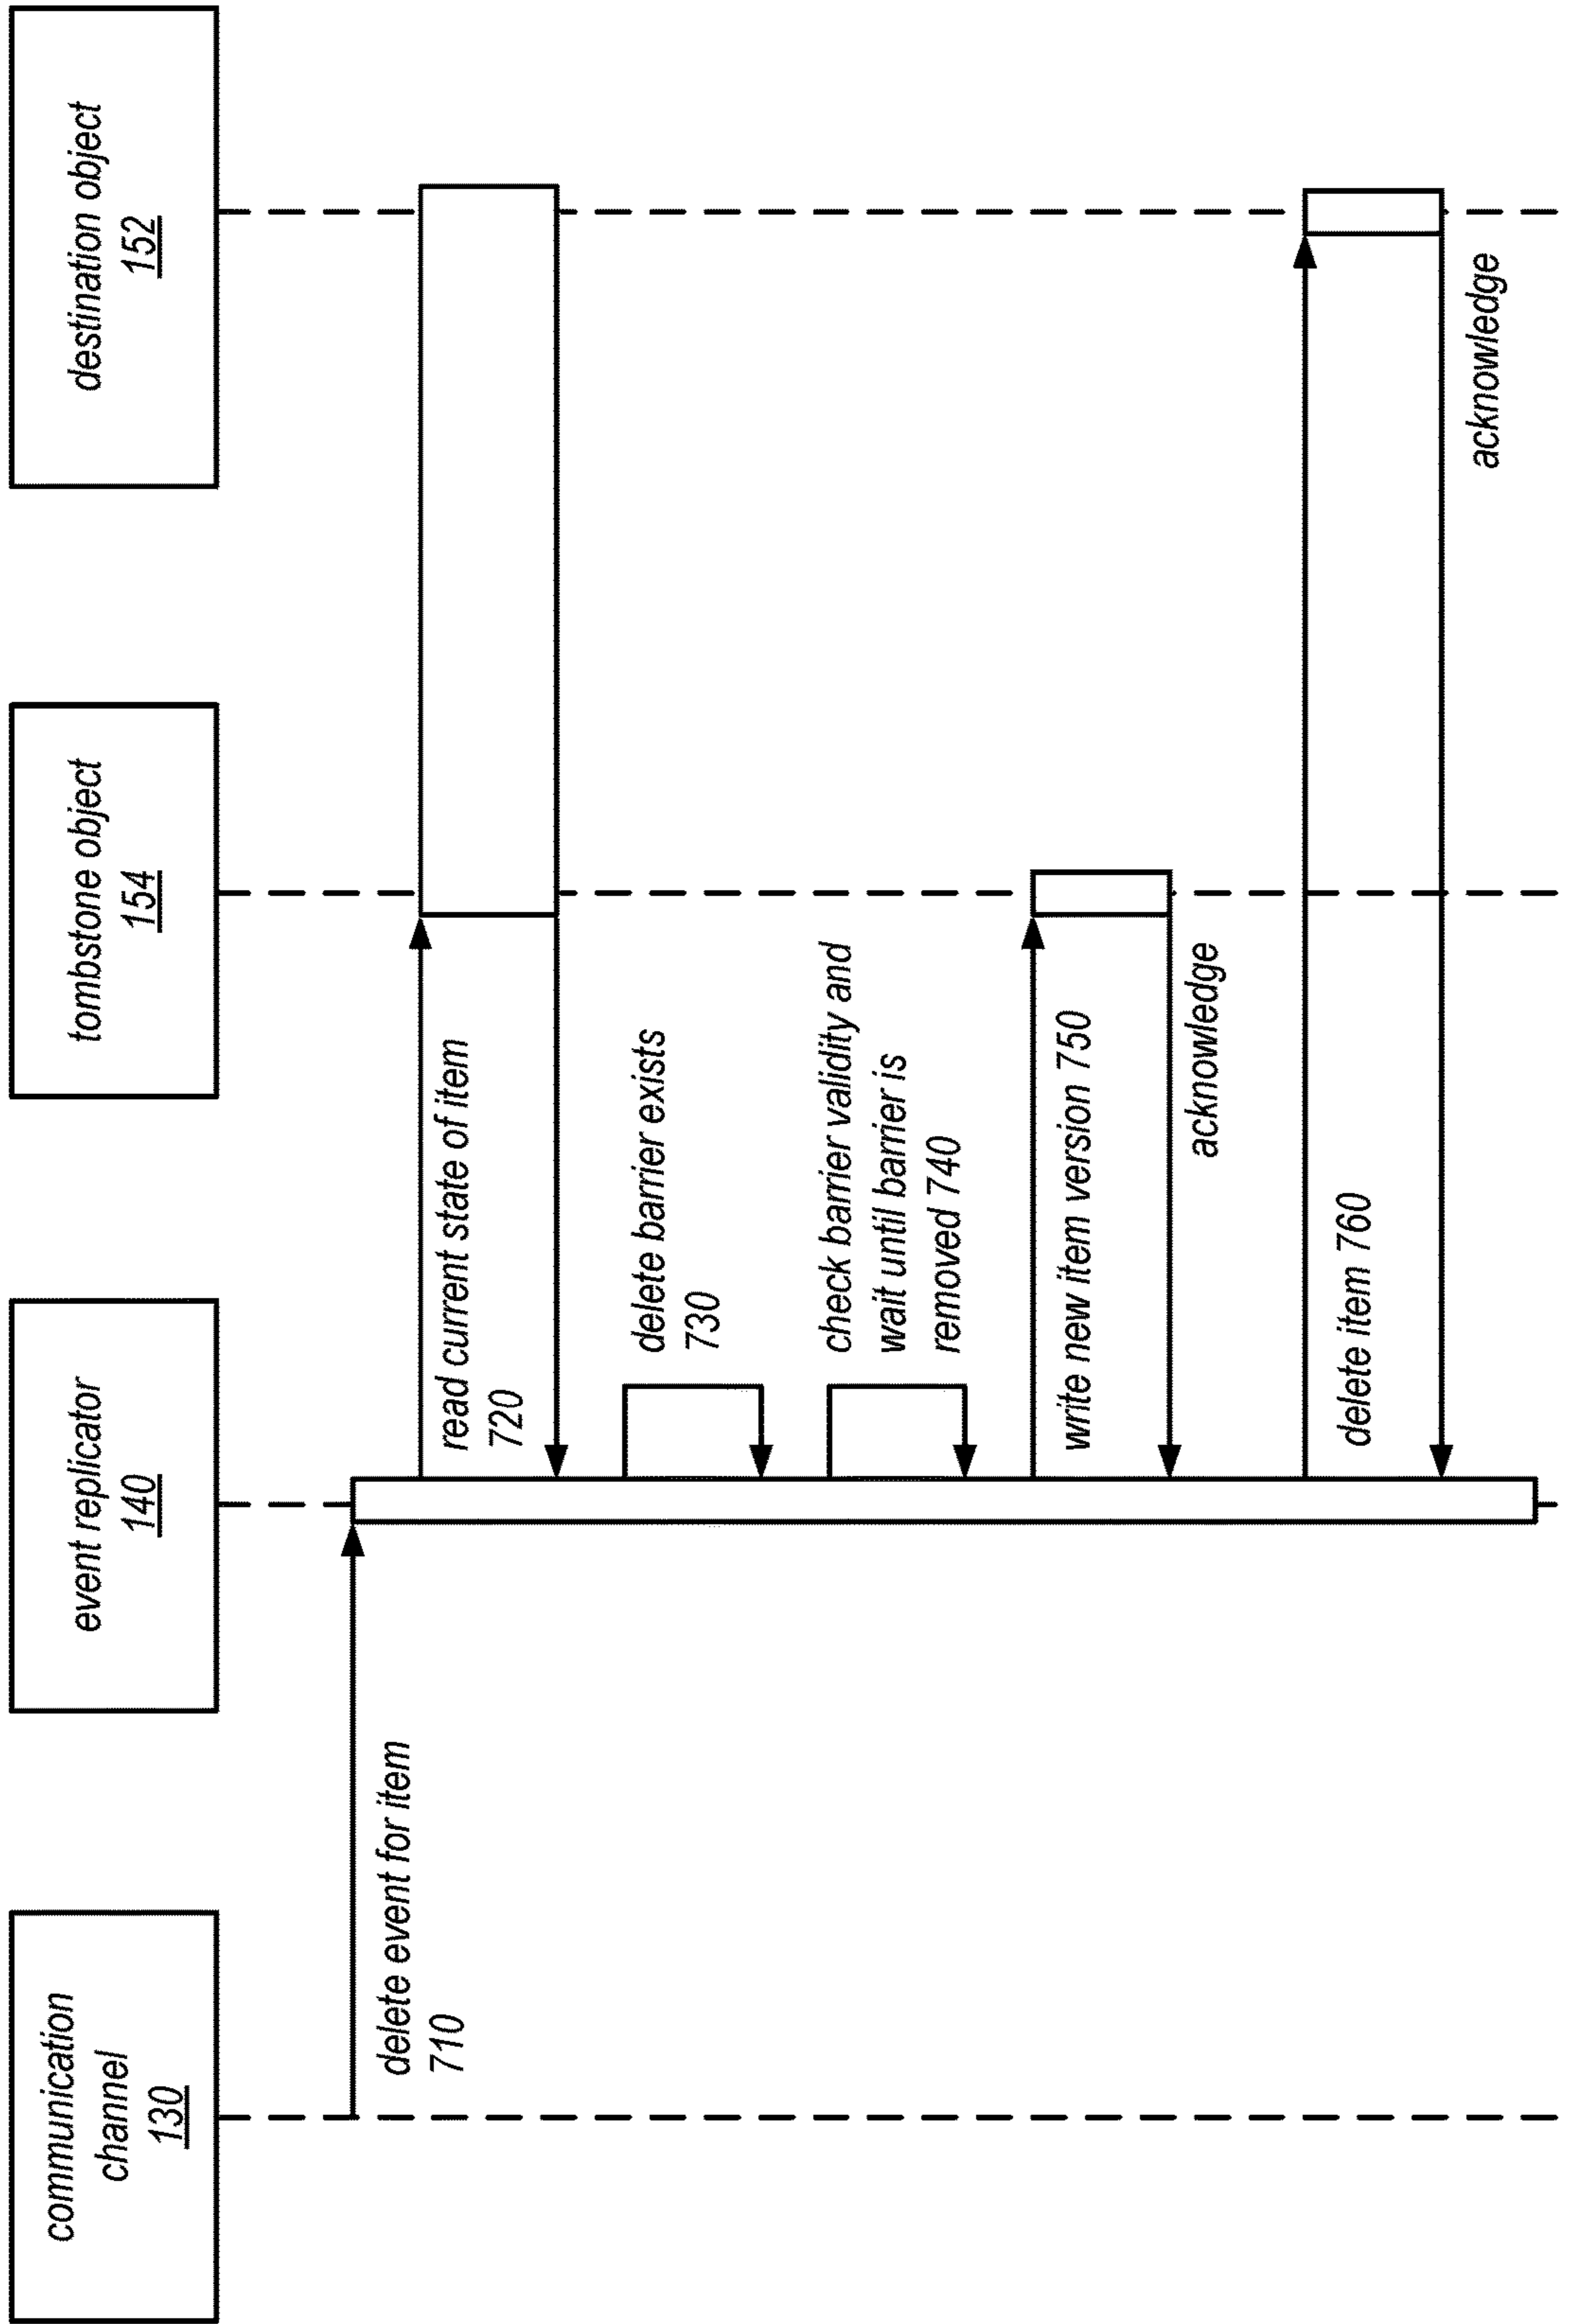 communication
channel
130
event replicator
140
tombstone object
154
destination object
152
delete event for item
710
read current state of item
720
delete barrier exists
730
check barrier validity and
wait until barrier is
removed 740
write new item version 750
acknowledge
delete item 760
acknowledge